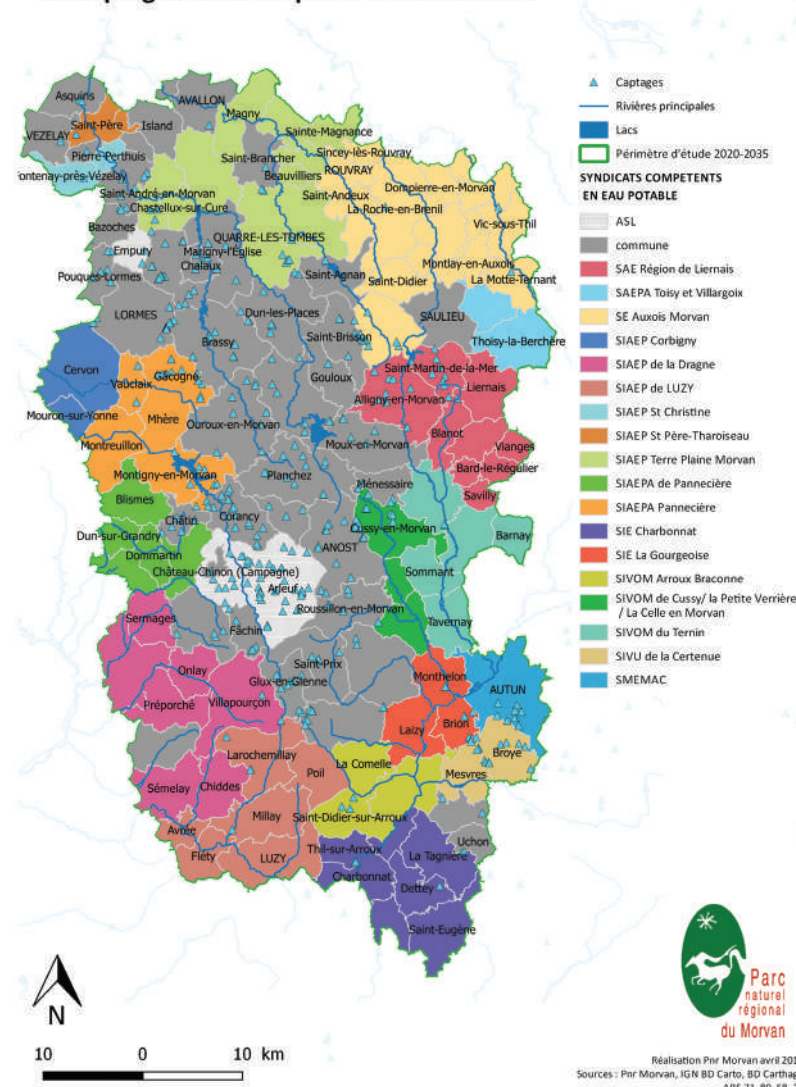 Captages
Rivières principales
Lacs
Périmètre d'étude 2020-2035
SYNDICATS COMPETENTS
EN EAU POTABLE
ASL
commune
SAE Région de Liernais
SAEPA Toisy et Villargoix
SE Auxois Morvan
SIAEP Corbigny
SIAEP de la Dragne
SIAEP de LUZY
SIAEP St Christine
SIAEP St Père-Tharoiseau
SIAEP Terre Plaine Morvan
SIAEPA de Pannecière
SIAEPA Pannecière
SIE Charbonnat
SIE La Gourgeoise
SIVOM Arroux Braconne
SIVOM de Cussy/ la Petite Verrière
/ La Celle en Morvan
SIVOM du Ternin
SIVU de la Certenue
SMEMAC
Asquins
AVALLON
Magny
Saint-Père
Island
Sainte-Magnance
VEZELAY
Pierre-Perthuis
Saint-Brancher
Sincey-lès-Rouvray
ROUVRAY
ontenay-près-Vézelay
Beauvilliers
Dompierre-en-Morvan
Saint-André-en-Morvan
Saint-Andeux
Chastellux-sur-Cure
La Roche-en-Brenil
Vic-sous-Thil
Bazoches
QUARRE-LES-TOMBES
Empury
Marigny-l'Église
Montlay-en-Auxois
Chalaux
Pouques-Lormes
Saint-Agnan
Saint-Didier
La Motte-Ternant
LORMES
Dun-les-Places
SAULIEU
Brassy
Saint-Brisson
Thoisy-la-Berchère
Cervon
Gouloux
Saint-Martin-de-la-Mer
Vauclaix
Gâcogne
Alligny-en-Morvan
Liernais
Mouron-sur-Yonne
Mhère
Ouroux-en-Morvan
Moux-en-Morvan
Blanot
Vianges
Montreuillon
Montigny-en-Morvan
Planchez
Bard-le-Régulier
Blismes
Ménessaire
Savilly
Châtin
Corancy
Cussy-en-Morvan
Dun-sur-Grandry
ANOST
Barnay
Dommartin
Château-Chinon (Campagne)
Sommant
Arleuf
Sermages
Roussillon-en-Morvan
Tavernay
Fâchin
Onlay
Saint-Prix
Glux-en-Glenne
Monthelon
Préporché
Villapourçon
AUTUN
Laizy
Brion
Larochemillay
La Comelle
Broye
Poil
Mesvres
Sémelay
Chiddes
Millay
Saint-Didier-sur-Arroux
Avrée
Uchon
Fléty
LUZY
Thil-sur-Arroux
La Tagnière
Charbonnat
Dettey
Saint-Eugène
N
10 0 10 km
Parc
naturel
régional
du Morvan
Réalisation Pnr Morvan avril 201
Sources : Pnr Morvan, IGN BD Carto, BD Carthag